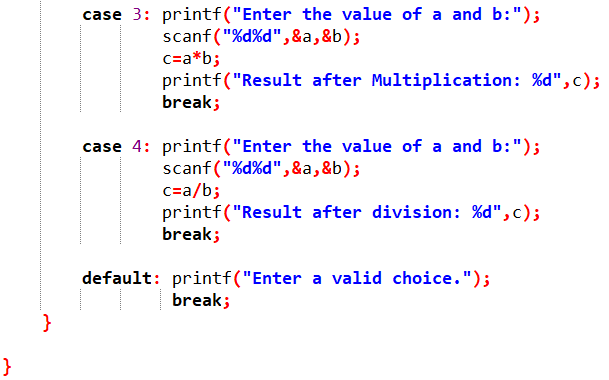 case 3: printf("Enter the value of a and b:");
scanf("%d%d",&a,&b);
c=a*b;
printf("Result after Multiplication: %d",c);
break;
case 4: printf("Enter the value of a and b:");
scanf("%d%d",&a,&b);
c=a/b;
printf("Result after division: %d",c);
break;
default: printf("Enter a valid choice.");
break;
}
}